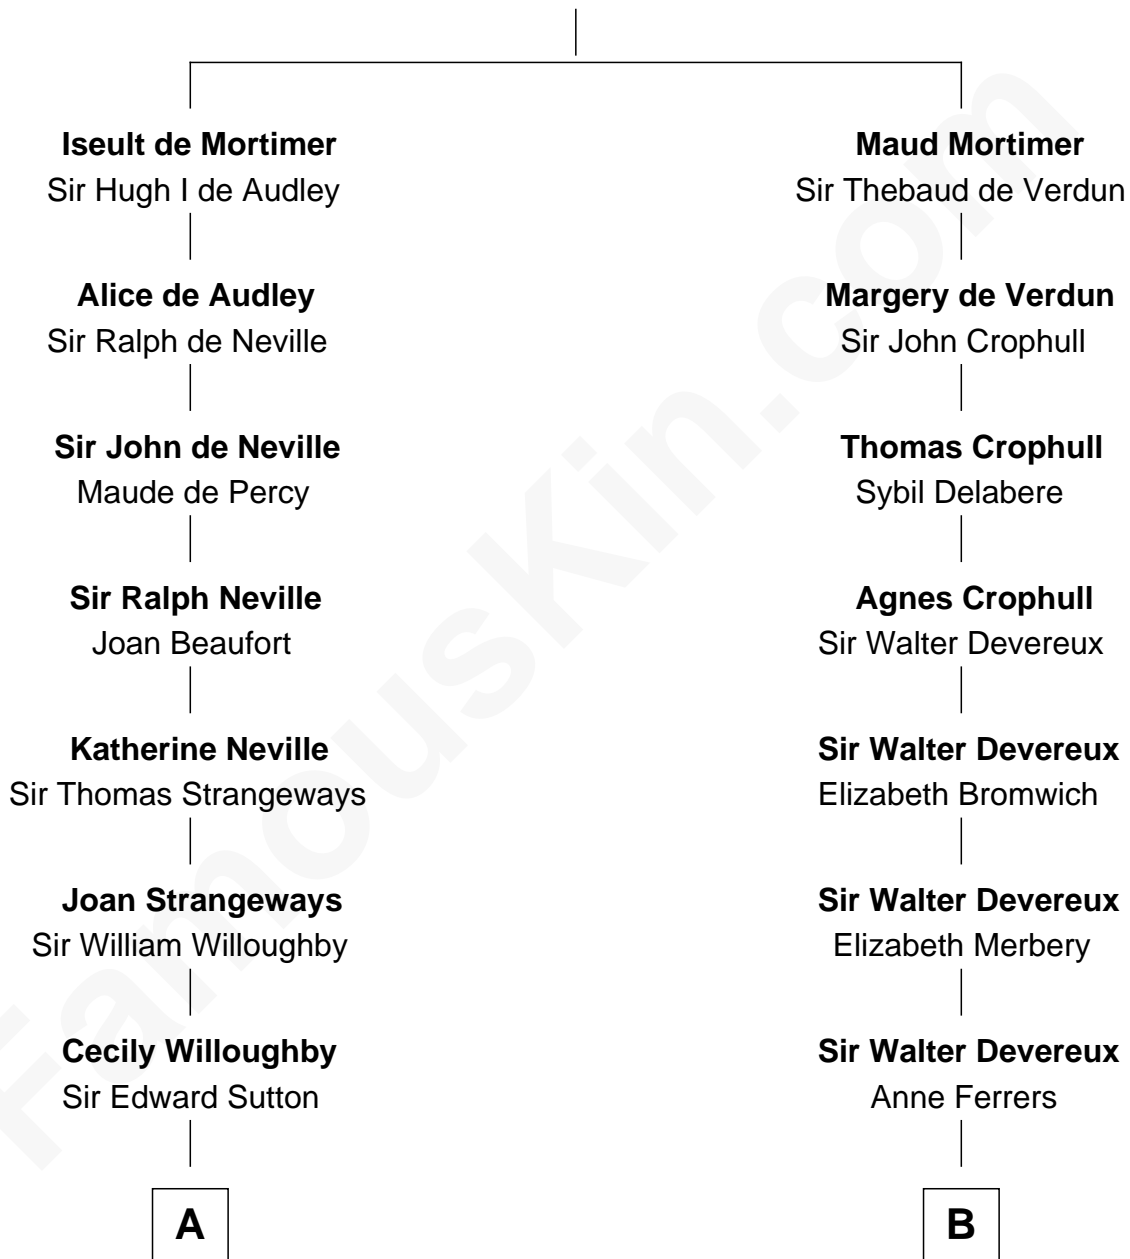 Iseult de Mortimer
Sir Hugh I de Audley
Alice de Audley
Sir Ralph de Neville
Sir John de Neville
Maude de Percy
Sir Ralph Neville
Joan Beaufort
Katherine Neville
Sir Thomas Strangeways
Joan Strangeways
Sir William Willoughby
Cecily Willoughby
Sir Edward Sutton
A
Maud Mortimer
Sir Thebaud de Verdun
Margery de Verdun
Sir John Crophull
Thomas Crophull
Sybil Delabere
Agnes Crophull
Sir Walter Devereux
Sir Walter Devereux
Elizabeth Bromwich
Sir Walter Devereux
Elizabeth Merbery
Sir Walter Devereux
Anne Ferrers
B
FamousKin.com